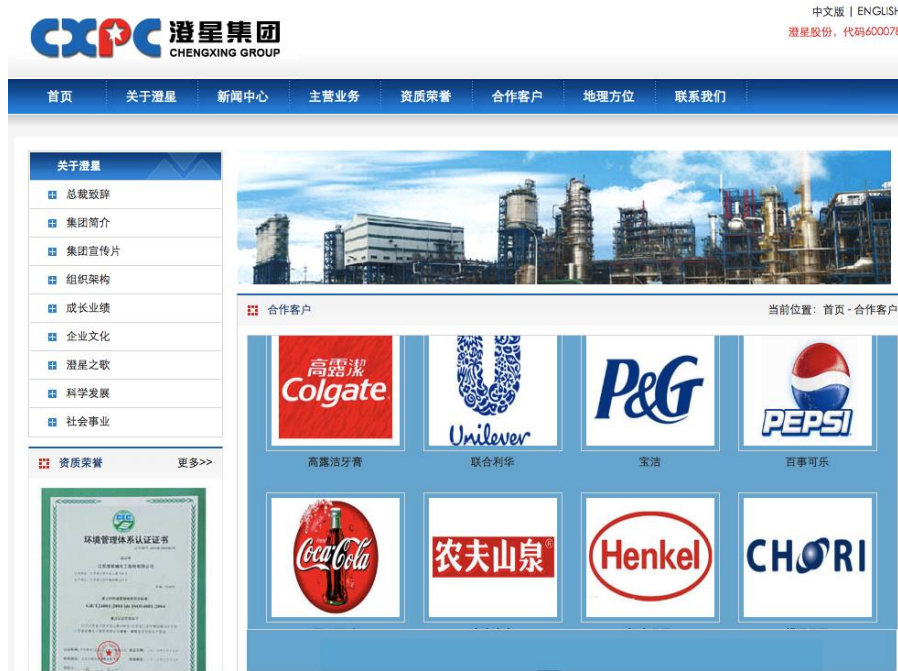 中文版 | ENGLISH
CXPC 澄星集团
CHENGXING GROUP
澄星股份，代码600078
首页 关于澄星 新闻中心 主营业务 资质荣誉 合作客户 地理方位 联系我们
关于澄星
总裁致辞
集团简介
集团宣传片
组织架构
成长业绩
企业文化
澄星之歌
科学发展
社会事业
资质荣誉 更多>>
CEC
环境管理体系认证证书
合作客户
当前位置： 首页 - 合作客户
高露潔
Colgate
Unilever
P&G
PEPSI
高露洁牙膏 联合利华 宝洁 百事可乐
Coca-Cola
农夫山泉®
Henkel
CHORI